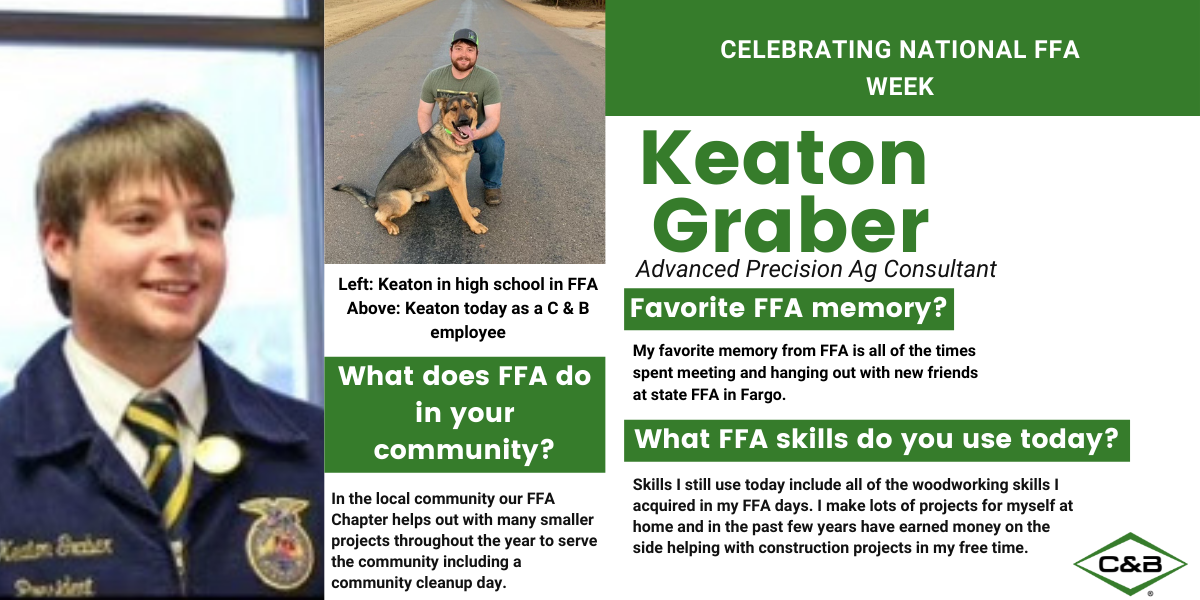 Keaton Graber
President
Left: Keaton in high school in FFA
Above: Keaton today as a C & B
employee
What does FFA do
in your
community?
In the local community our FFA
Chapter helps out with many smaller
projects throughout the year to serve
the community including a
community cleanup day.
CELEBRATING NATIONAL FFA
WEEK
Keaton
Graber
Advanced Precision Ag Consultant
Favorite FFA memory?
My favorite memory from FFA is all of the times
spent meeting and hanging out with new friends
at state FFA in Fargo.
What FFA skills do you use today?
Skills I still use today include all of the woodworking skills I
acquired in my FFA days. I make lots of projects for myself at
home and in the past few years have earned money on the
side helping with construction projects in my free time.
C&B
®